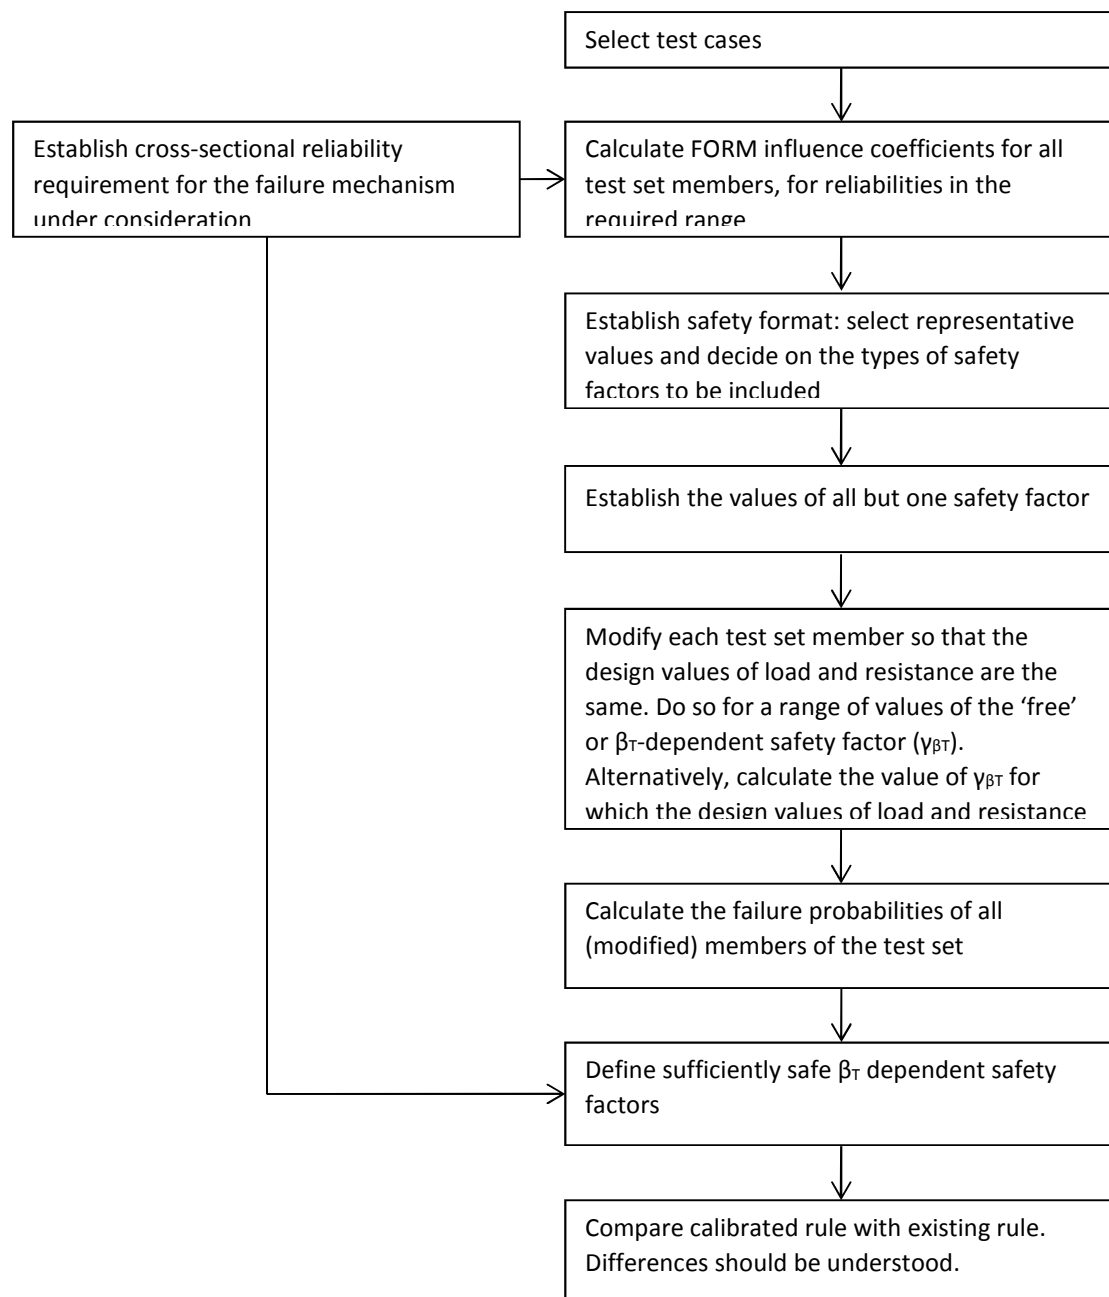 Select test cases
Establish cross-sectional reliability
requirement for the failure mechanism
under consideration
Calculate FORM influence coefficients for all
test set members, for reliabilities in the
required range
Establish safety format: select representative
values and decide on the types of safety
factors to be included
Establish the values of all but one safety factor
Modify each test set member so that the
design values of load and resistance are the
same. Do so for a range of values of the ‘free’
or βT-dependent safety factor (γβT).
Alternatively, calculate the value of γβT for
which the design values of load and resistance
Calculate the failure probabilities of all
(modified) members of the test set
Define sufficiently safe βT dependent safety
factors
Compare calibrated rule with existing rule.
Differences should be understood.